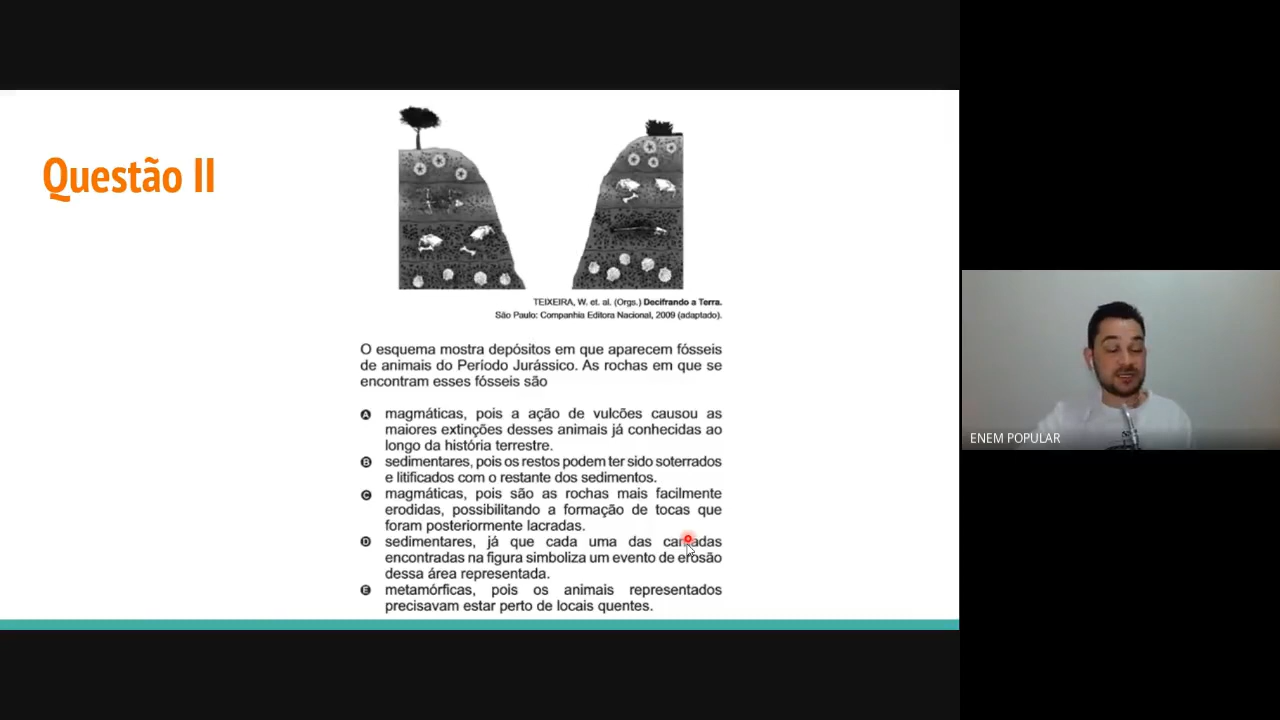 Questão II
TEIXEIRA, W. et. al. (Orgs.) Decifrando a Terra.
São Paulo: Companhia Editora Nacional, 2009 (adaptado).
O esquema mostra depósitos em que aparecem fósseis
de animais do Período Jurássico. As rochas em que se
encontram esses fósseis são
A magmáticas, pois a ação de vulcões causou as
maiores extinções desses animais já conhecidas ao
longo da história terrestre.
B sedimentares, pois os restos podem ter sido soterrados
e litificados com o restante dos sedimentos.
C magmáticas, pois são as rochas mais facilmente
erodidas, possibilitando a formação de tocas que
foram posteriormente lacradas.
D sedimentares, já que cada uma das camadas
encontradas na figura simboliza um evento de erosão
dessa área representada.
E metamórficas, pois os animais representados
precisavam estar perto de locais quentes.
ENEM POPULAR